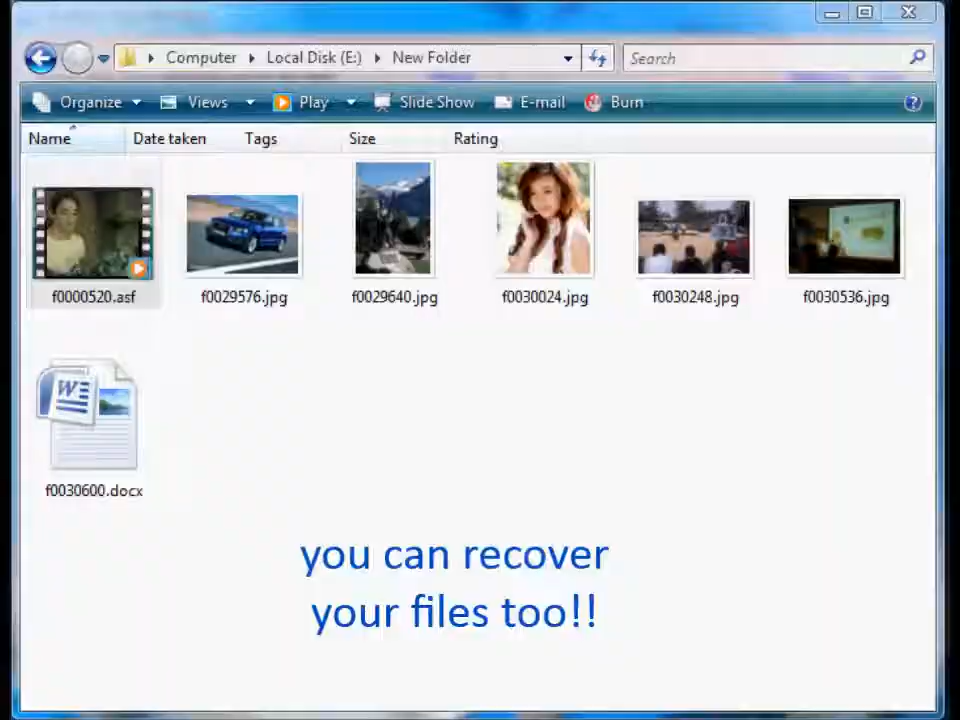 Computer Local Disk (E:) New Folder Search
Organize Views Play Slide Show E-mail Burn
Name Date taken Tags Size Rating
f0000520.asf f0029576.jpg f0029640.jpg f0030024.jpg f0030248.jpg f0030536.jpg
W
f0030600.docx
you can recover
your files too!!